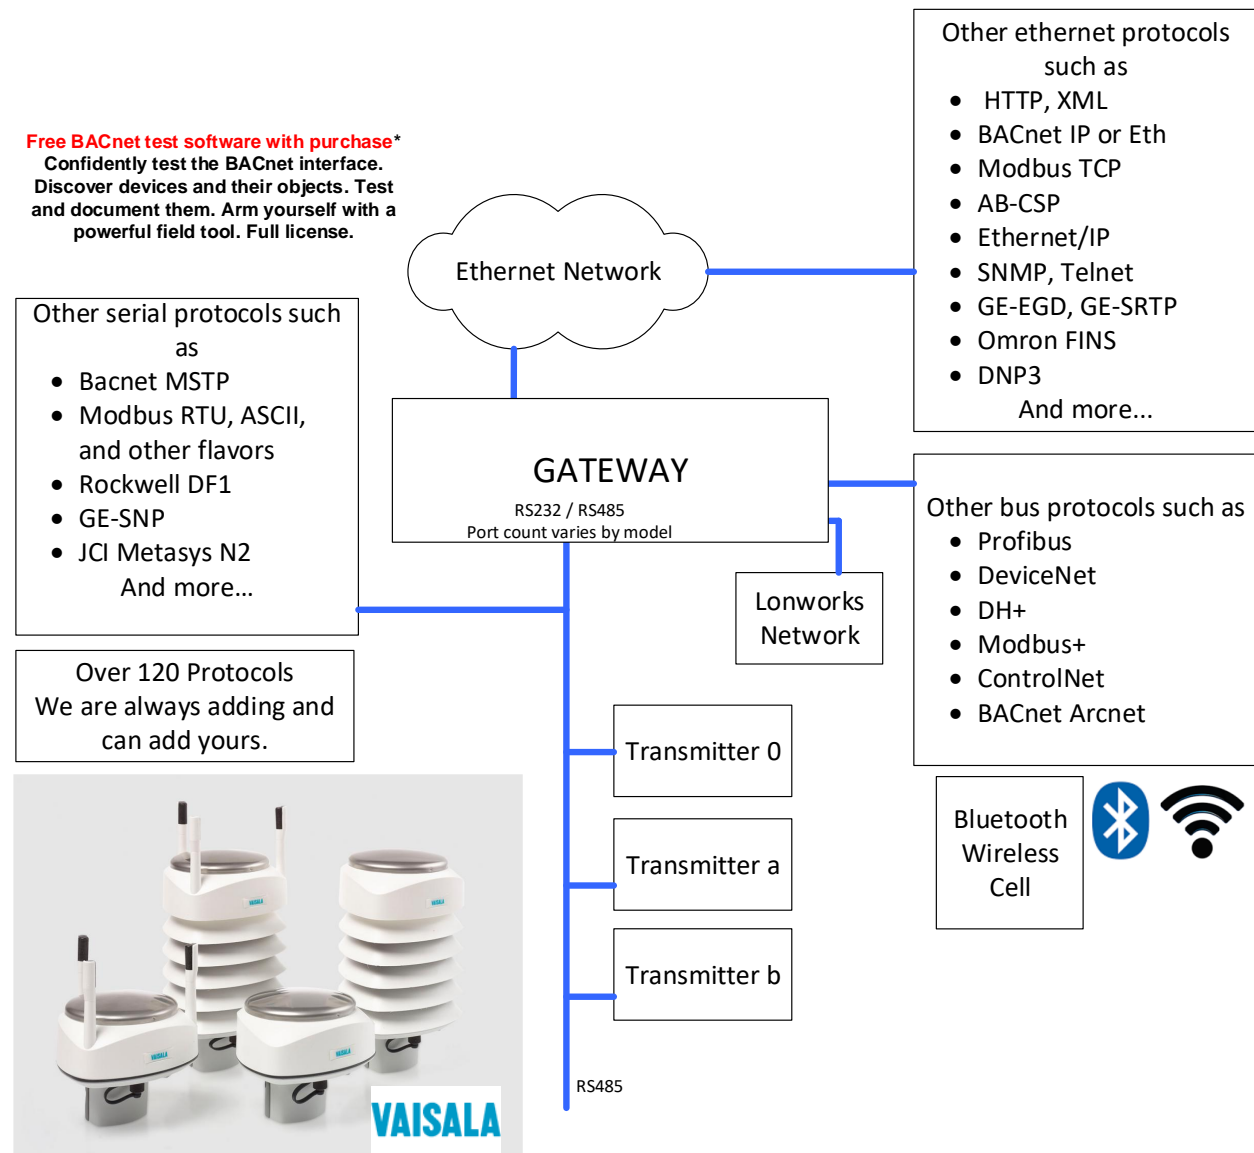 Other ethernet protocols
such as
• HTTP, XML
• BACnet IP or Eth
• Modbus TCP
• AB-CSP
• Ethernet/IP
• SNMP, Telnet
• GE-EGD, GE-SRTP
• Omron FINS
• DNP3
And more...
Free BACnet test software with purchase*
Confidently test the BACnet interface.
Discover devices and their objects. Test
and document them. Arm yourself with a
powerful field tool. Full license.
Ethernet Network
Other serial protocols such
as
• Bacnet MSTP
• Modbus RTU, ASCII,
and other flavors
• Rockwell DF1
• GE-SNP
• JCI Metasys N2
And more...
GATEWAY
RS232 / RS485
Port count varies by model
Other bus protocols such as
• Profibus
• DeviceNet
• DH+
• Modbus+
• ControlNet
• BACnet Arcnet
Lonworks
Network
Over 120 Protocols
We are always adding and
can add yours.
Transmitter 0
Transmitter a
Transmitter b
Bluetooth
Wireless
Cell
RS485
VAISALA
VAISALA
VAISALA
VAISALA
VAISALA